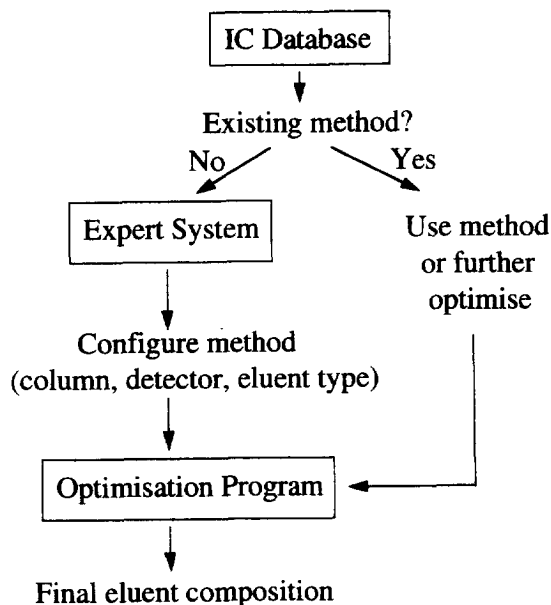 IC Database
Existing method?
No
Yes
Expert System
Use method
or further
optimise
Configure method
(column, detector, eluent type)
Optimisation Program
Final eluent composition